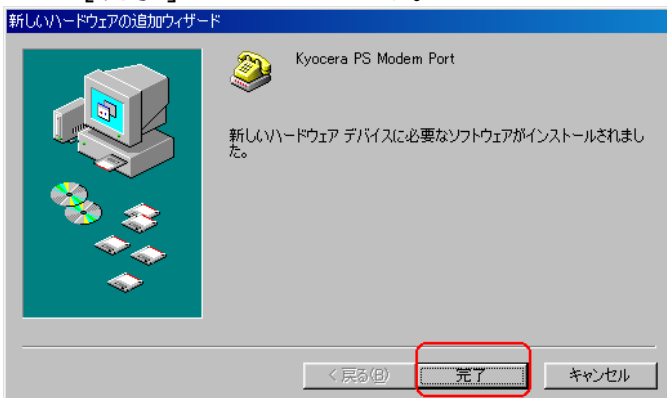 新しいハードウェアの追加ウィザード
Kyocera PS Modem Port
新しいハードウェア デバイスに必要なソフトウェアがインストールされまし
た。
< 戻る(B)
完了
キャンセル